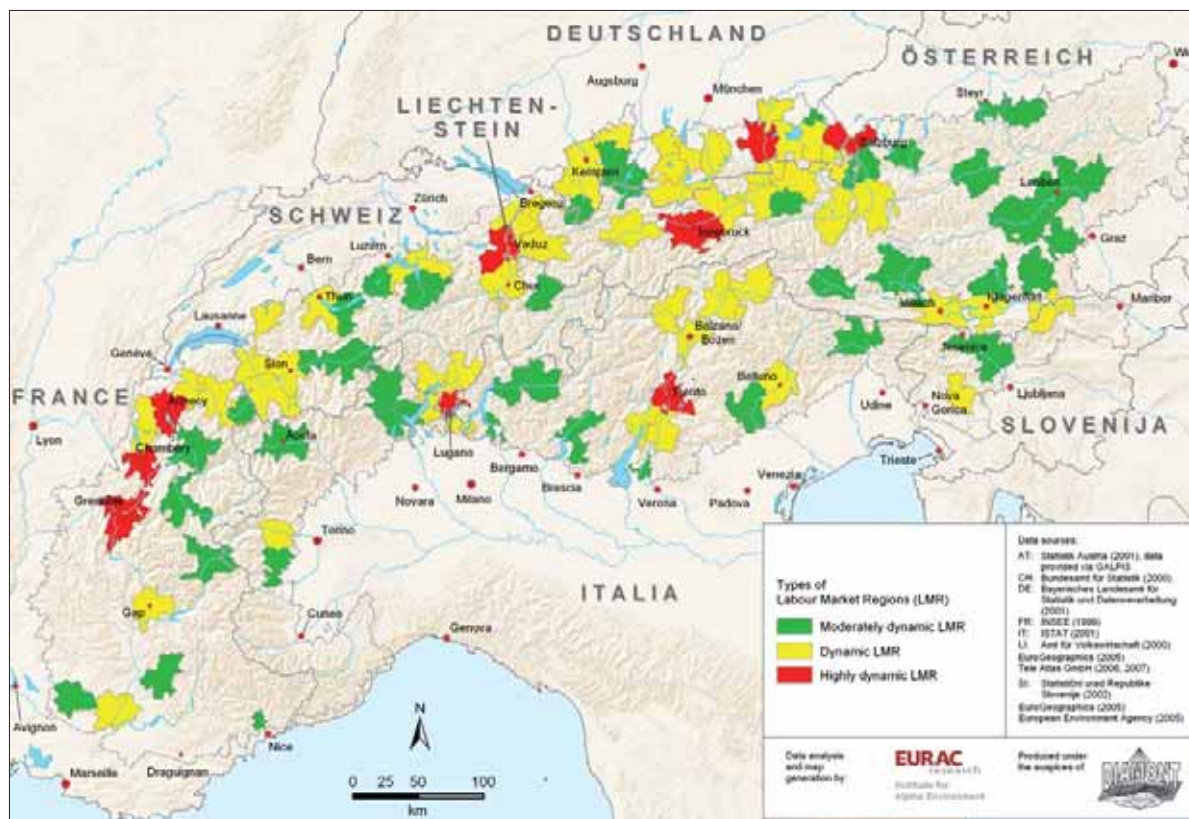 DEUTSCHLAND
ÖSTERREICH
Augsburg
München
Steyr
LIECHTEN-
STEIN
Salzburg
Kempten
Leoben
Bregenz
Zürich
SCHWEIZ
Innsbruck
Graz
Luzern
Vaduz
Bern
Chur
Thun
Villach
Klagenfurt
Maribor
Lausanne
Bolzano/
Bozen
Jesenice
Genève
Sion
Belluno
Nova
Gorica
Ljubljana
FRANCE
Annecy
Trento
Udine
SLOVENIJA
Lyon
Chambery
Aosta
Lugano
Bergamo
Trieste
Grenoble
Novara
Milano
Brescia
Verona
Padova
Venezia
Torino
ITALIA
Gap
Cuneo
Genova
Avignon
Nice
Marseille
Draguignan
N
0 25 50 100
km
Types of
Labour Market Regions (LMR)
Moderately dynamic LMR
Dynamic LMR
Highly dynamic LMR
Data sources:
AT: Statistik Austria (2001), data
provided via GALPIS
CH: Bundesamt für Statistik (2000)
DE: Bayerisches Landesamt für
Statistik und Datenverarbeitung
(2001)
FR: INSEE (1999)
IT: ISTAT (2001)
LI: Amt für Volkswirtschaft (2000)
EuroGeographics (2005)
Tele Atlas GmbH (2006, 2007)
SI: Statistični urad Republike
Slovenije (2002)
EuroGeographics (2005)
European Environment Agency (2005)
Data analysis
and map
generation by:
EURAC
research
Institute for
Alpine Environment
Produced under
the auspices of:
DIAMONT